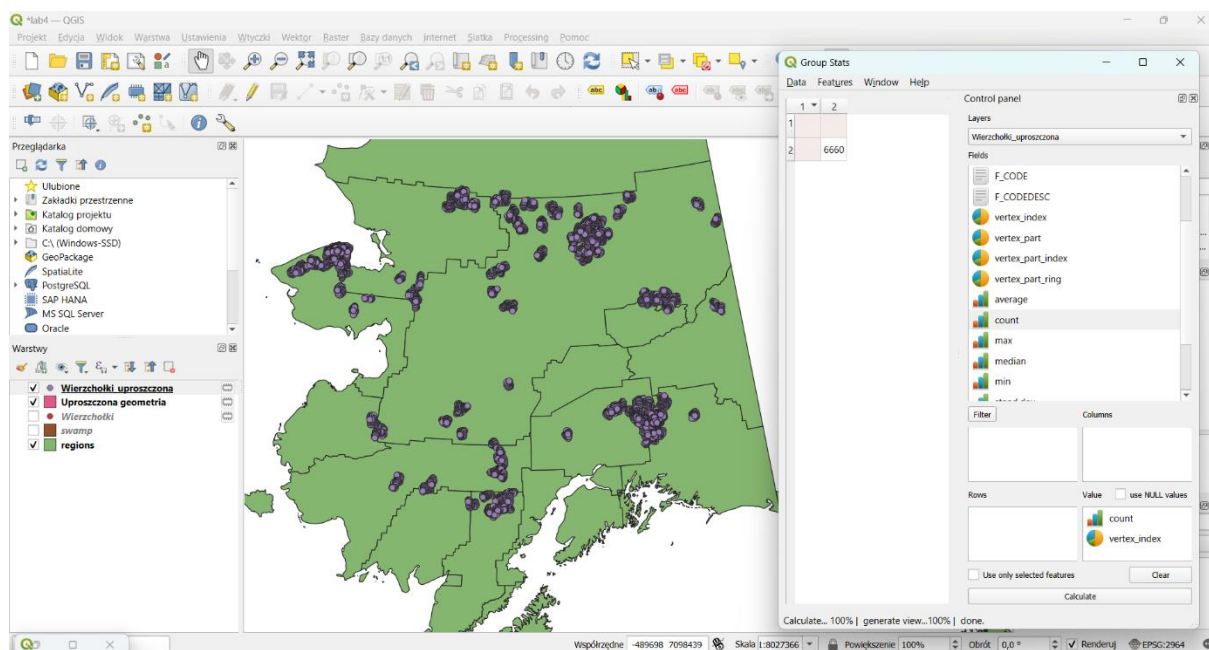 *lab4 — QGIS
Projekt Edycja Widok Warstwa Ustawienia Wtyczki Wektor Raster Bazy danych Internet Siatka Processing Pomoc
abc abc abc
Przeglądarka
Ulubione
Zakładki przestrzenne
Katalog projektu
Katalog domowy
C:\ (Windows-SSD)
GeoPackage
SpatiaLite
PostgreSQL
SAP HANA
MS SQL Server
Oracle
Warstwy
Wierzchołki uproszczona
Uproszczona geometria
Wierzchołki
swamp
regions
Group Stats
Data Features Window Help
1 2
1
2 6660
Control panel
Layers
Wierzchołki_uproszczona
Fields
F_CODE
F_CODEDESC
vertex_index
vertex_part
vertex_part_index
vertex_part_ring
average
count
max
median
min
Filter Columns
Rows Value use NULL values
count
vertex_index
Use only selected features Clear
Calculate
Calculate... 100% | generate view...100% | done.
Współrzędne -489698 7098439 Skala 1:8027366 Powiększenie 100% Obrót 0,0 ° Renderuj EPSG:2964